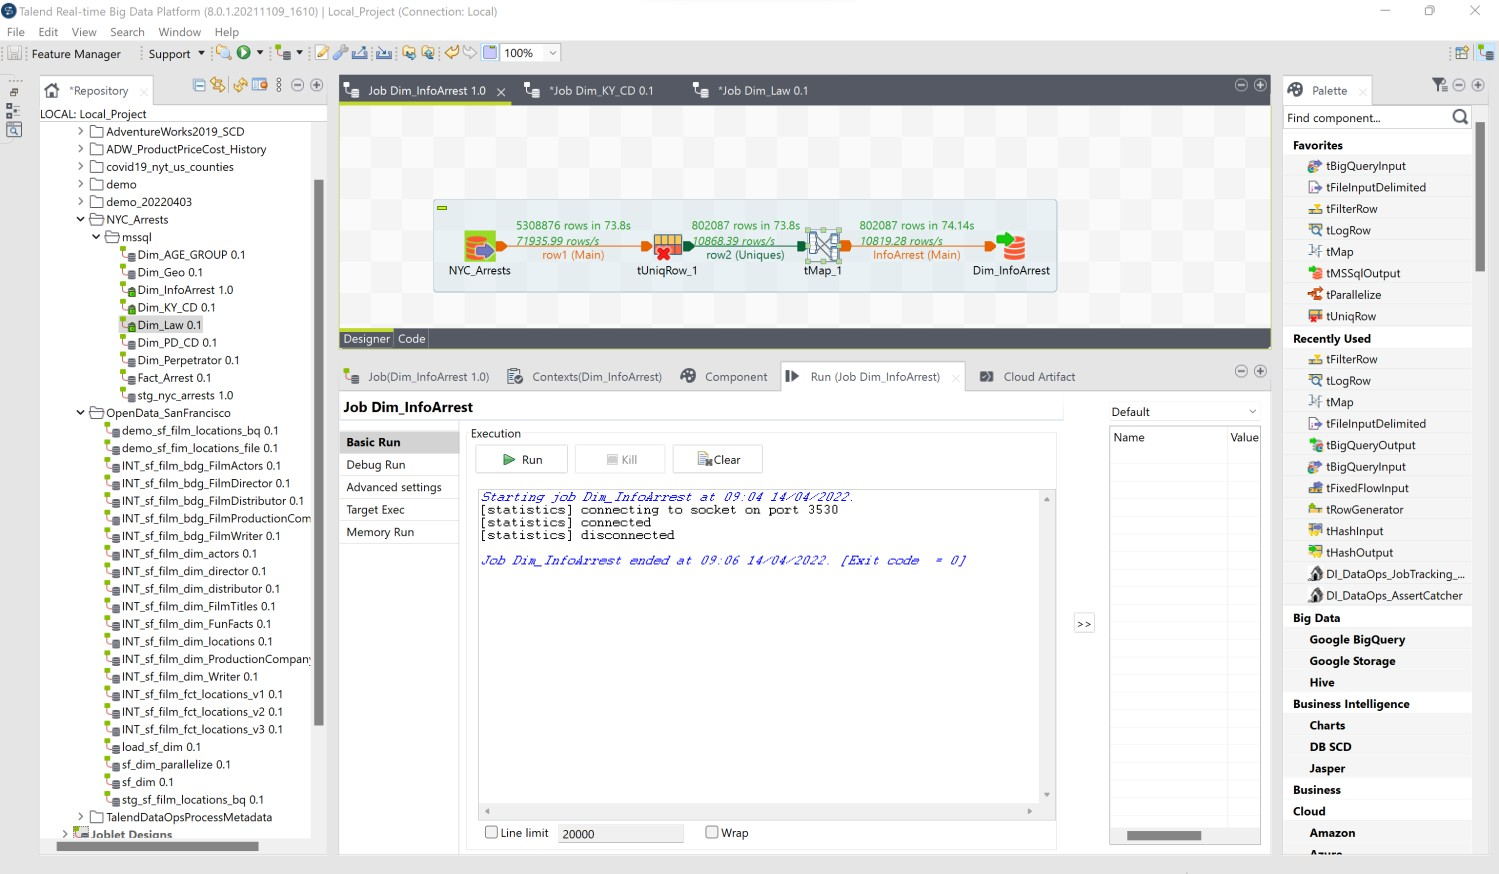 Talend Real-time Big Data Platform (8.0.1.20211109_1610) | Local_Project (Connection: Local)
File Edit View Search Window Help
Feature Manager Support 100%
*Repository
LOCAL: Local_Project
AdventureWorks2019_SCD
ADW_ProductPriceCost_History
covid19_nyt_us_counties
demo
demo_20220403
NYC_Arrests
mssql
Dim_AGE_GROUP 0.1
Dim_Geo 0.1
Dim_InfoArrest 1.0
Dim_KY_CD 0.1
Dim_Law 0.1
Dim_PD_CD 0.1
Dim_Perpetrator 0.1
Fact_Arrest 0.1
stg_nyc_arrests 1.0
OpenData_SanFrancisco
demo_sf_film_locations_bq 0.1
demo_sf_fim_locations_file 0.1
INT_sf_film_bdg_FilmActors 0.1
INT_sf_film_bdg_FilmDirector 0.1
INT_sf_film_bdg_FilmDistributor 0.1
INT_sf_film_bdg_FilmProductionCom
INT_sf_film_bdg_FilmWriter 0.1
INT_sf_film_dim_actors 0.1
INT_sf_film_dim_director 0.1
INT_sf_film_dim_distributor 0.1
INT_sf_film_dim_FilmTitles 0.1
INT_sf_film_dim_FunFacts 0.1
INT_sf_film_dim_locations 0.1
INT_sf_film_dim_ProductionCompany
INT_sf_film_dim_Writer 0.1
INT_sf_film_fct_locations_v1 0.1
INT_sf_film_fct_locations_v2 0.1
INT_sf_film_fct_locations_v3 0.1
load_sf_dim 0.1
sf_dim_parallelize 0.1
sf_dim 0.1
stg_sf_film_locations_bq 0.1
TalendDataOpsProcessMetadata
Joblet Designs
Job Dim_InfoArrest 1.0 *Job Dim_KY_CD 0.1 *Job Dim_Law 0.1
5308876 rows in 73.8s 802087 rows in 73.8s 802087 rows in 74.14s
71935.99 rows/s 10868.39 rows/s 10819.28 rows/s
row1 (Main) row2 (Uniques) InfoArrest (Main)
NYC_Arrests tUniqRow_1 tMap_1 Dim_InfoArrest
Designer Code
Job(Dim_InfoArrest 1.0) Contexts(Dim_InfoArrest) Component Run (Job Dim_InfoArrest) Cloud Artifact
Job Dim_InfoArrest
Basic Run
Debug Run
Advanced settings
Target Exec
Memory Run
Execution
Run Kill Clear
Starting job Dim_InfoArrest at 09:04 14/04/2022.
[statistics] connecting to socket on port 3530
[statistics] connected
[statistics] disconnected
Job Dim_InfoArrest ended at 09:06 14/04/2022. [Exit code = 0]
Line limit 20000 Wrap
>>
Default
Name Value
Palette
Find component...
Favorites
tBigQueryInput
tFileInputDelimited
tFilterRow
tLogRow
tMap
tMSSqlOutput
tParallelize
tUniqRow
Recently Used
tFilterRow
tLogRow
tMap
tFileInputDelimited
tBigQueryOutput
tBigQueryInput
tFixedFlowInput
tRowGenerator
tHashInput
tHashOutput
DI_DataOps_JobTracking_...
DI_DataOps_AssertCatcher
Big Data
Google BigQuery
Google Storage
Hive
Business Intelligence
Charts
DB SCD
Jasper
Business
Cloud
Amazon
Azure